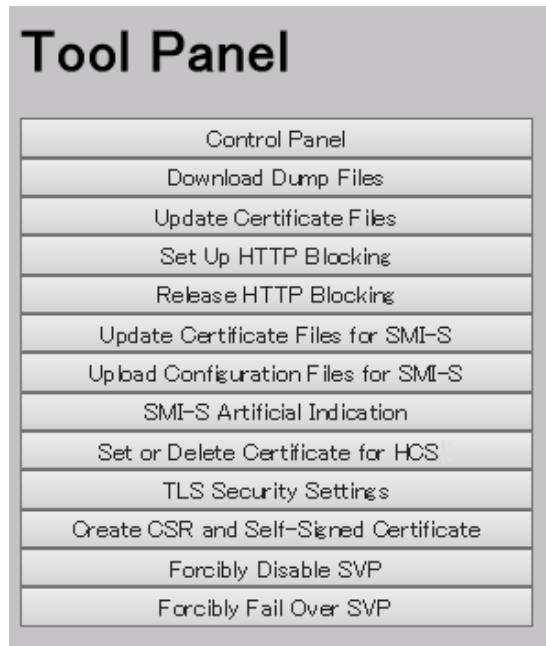 Tool Panel
Control Panel
Download Dump Files
Update Certificate Files
Set Up HTTP Blocking
Release HTTP Blocking
Update Certificate Files for SMI-S
Upload Configuration Files for SMI-S
SMI-S Artificial Indication
Set or Delete Certificate for HCS
TLS Security Settings
Create CSR and Self-Signed Certificate
Forcibly Disable SVP
Forcibly Fail Over SVP